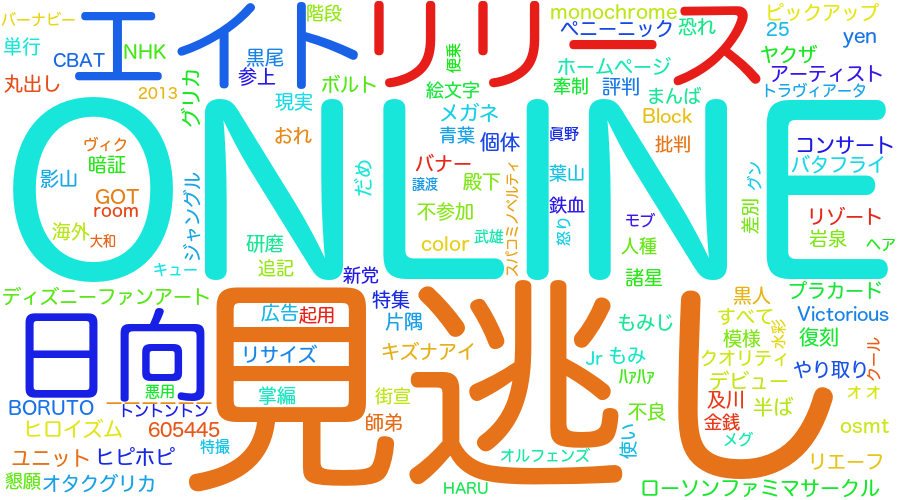 バーナービー
エイト
リリース
階段
monochrome
ピックアップ
ペーニーニック
恐れ
25
yen
単行
CBAT
NHK
黒尾
参上
便乗
ホームページ
ヤクザ
アーティスト
丸出し
2013
グリカ
ボルト
絵文字
牽制
評判
トラヴィアータ
現実
まんば
メガネ
Block
ONLINE
おれ
青葉
個体
眞野
批判
コンサート
ヴィク
暗証
バナー
バタフライ
影山
だめ
譲渡
殿下
葉山
グン
GOT
room
ジャングル
不参加
スパコミ
ノベルティ
鉄血
モブ
差別
リゾート
海外
大和
研磨
color
武雄
怒り
人種
岩泉
ヘア
キュー
追記
新党
諸星
ディズニーファンアート
日向
見逃し
広告
起用
特集
片隅
もみじ
黒人
プラカード
すべて
水彩
Victorious
リサイズ
キズナアイ
Jr
もみ
模様
復刻
クオリティ
やり取り
クール
悪用
掌編
街宣
ﾊｧﾊｧ
デビュー
BORUTO
トントントン
不良
及川
半ば
ォォ
ヒロイズム
605445
師弟
金銭
osmt
特撮
使い
メグ
ユニット
ヒピホピ
オルフェンズ
リエーフ
懇願
オタクグリカ
HARU
ローソンファミマサークル